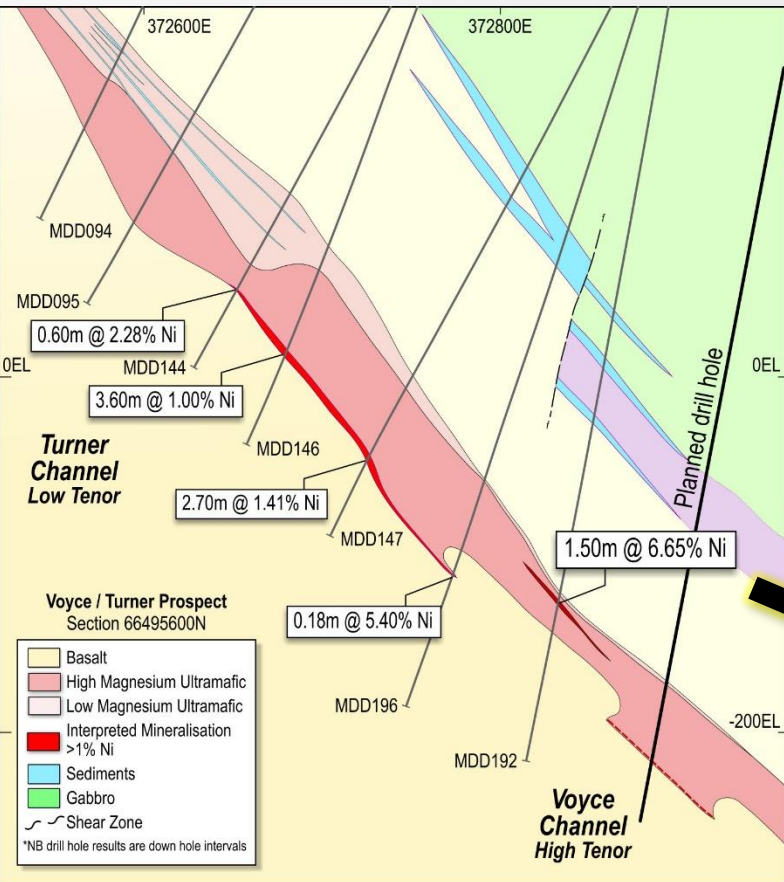 372600E
372800E
MDD094
MDD095
0.60m @ 2.28% Ni
0EL
MDD144
0EL
3.60m @ 1.00% Ni
Planned drill hole
Turner
Channel
Low Tenor
MDD146
2.70m @ 1.41% Ni
MDD147
1.50m @ 6.65% Ni
0.18m @ 5.40% Ni
Voyce / Turner Prospect
Section 66495600N
Basalt
High Magnesium Ultramafic
Low Magnesium Ultramafic
Interpreted Mineralisation
>1% Ni
Sediments
Gabbro
Shear Zone
*NB drill hole results are down hole intervals
MDD196
-200EL
MDD192
Voyce
Channel
High Tenor